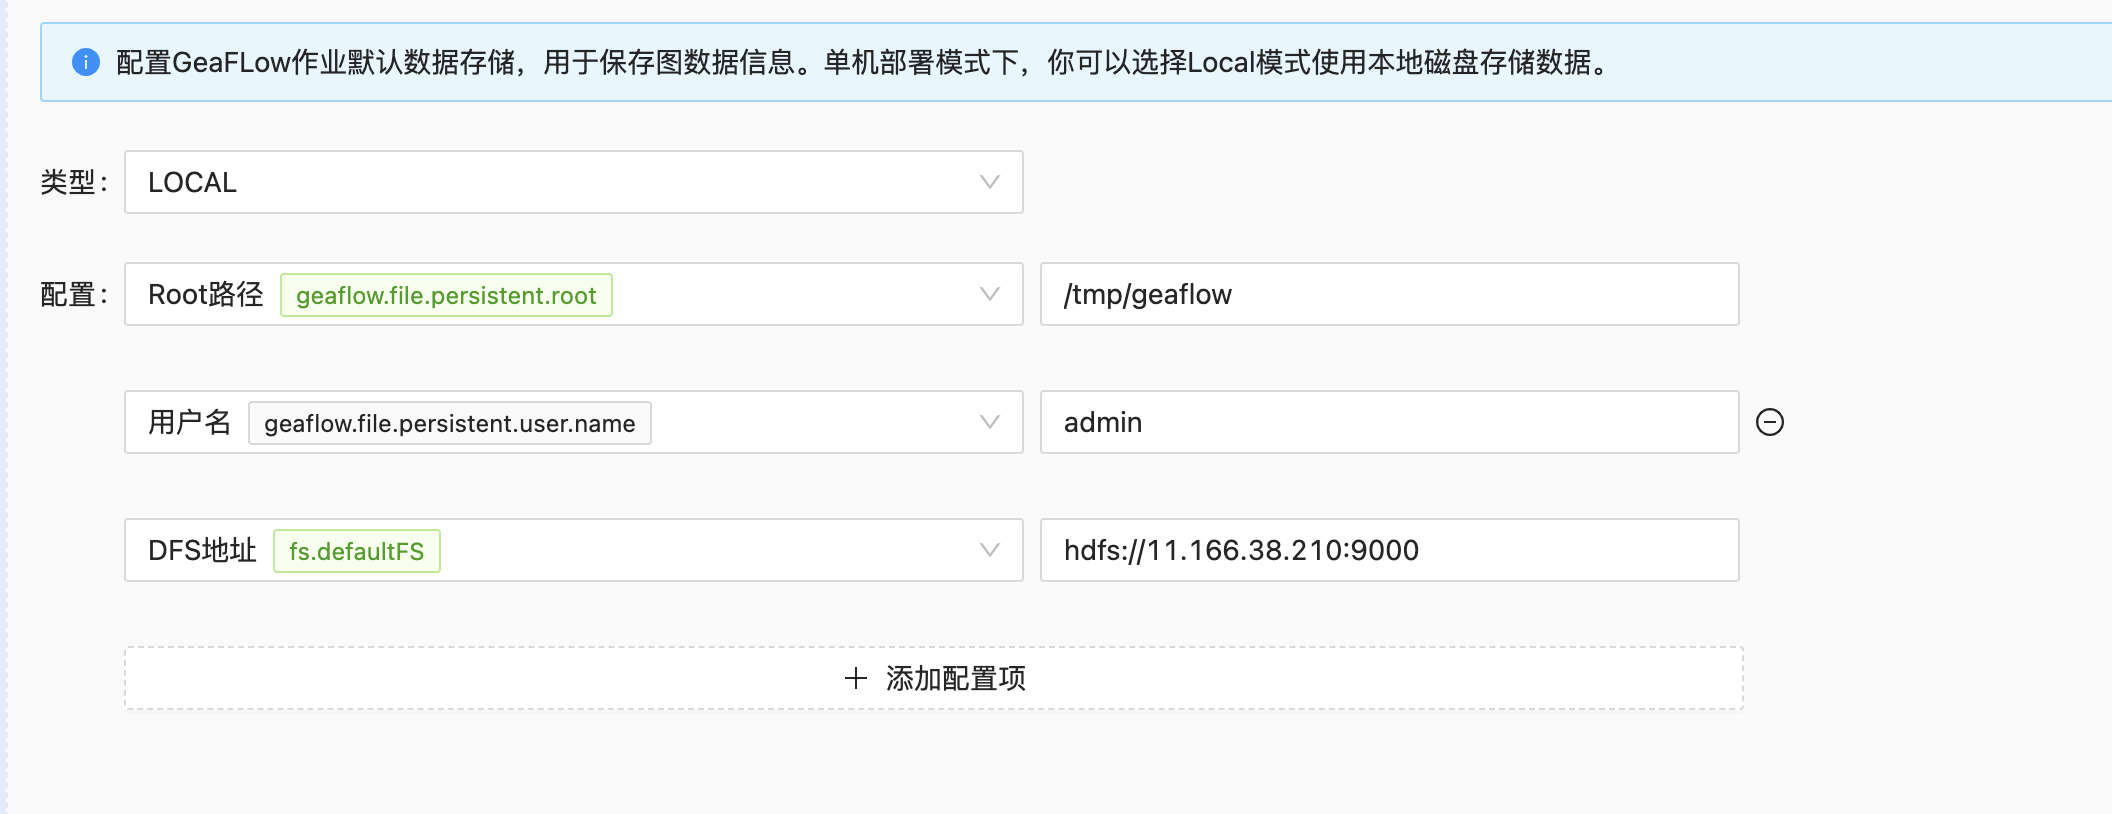 配置GeaFLow作业默认数据存储，用于保存图数据信息。单机部署模式下，你可以选择Local模式使用本地磁盘存储数据。
类型： LOCAL
配置： Root路径 geaflow.file.persistent.root /tmp/geaflow
用户名 geaflow.file.persistent.user.name admin
DFS地址 fs.defaultFS hdfs://11.166.38.210:9000
添加配置项